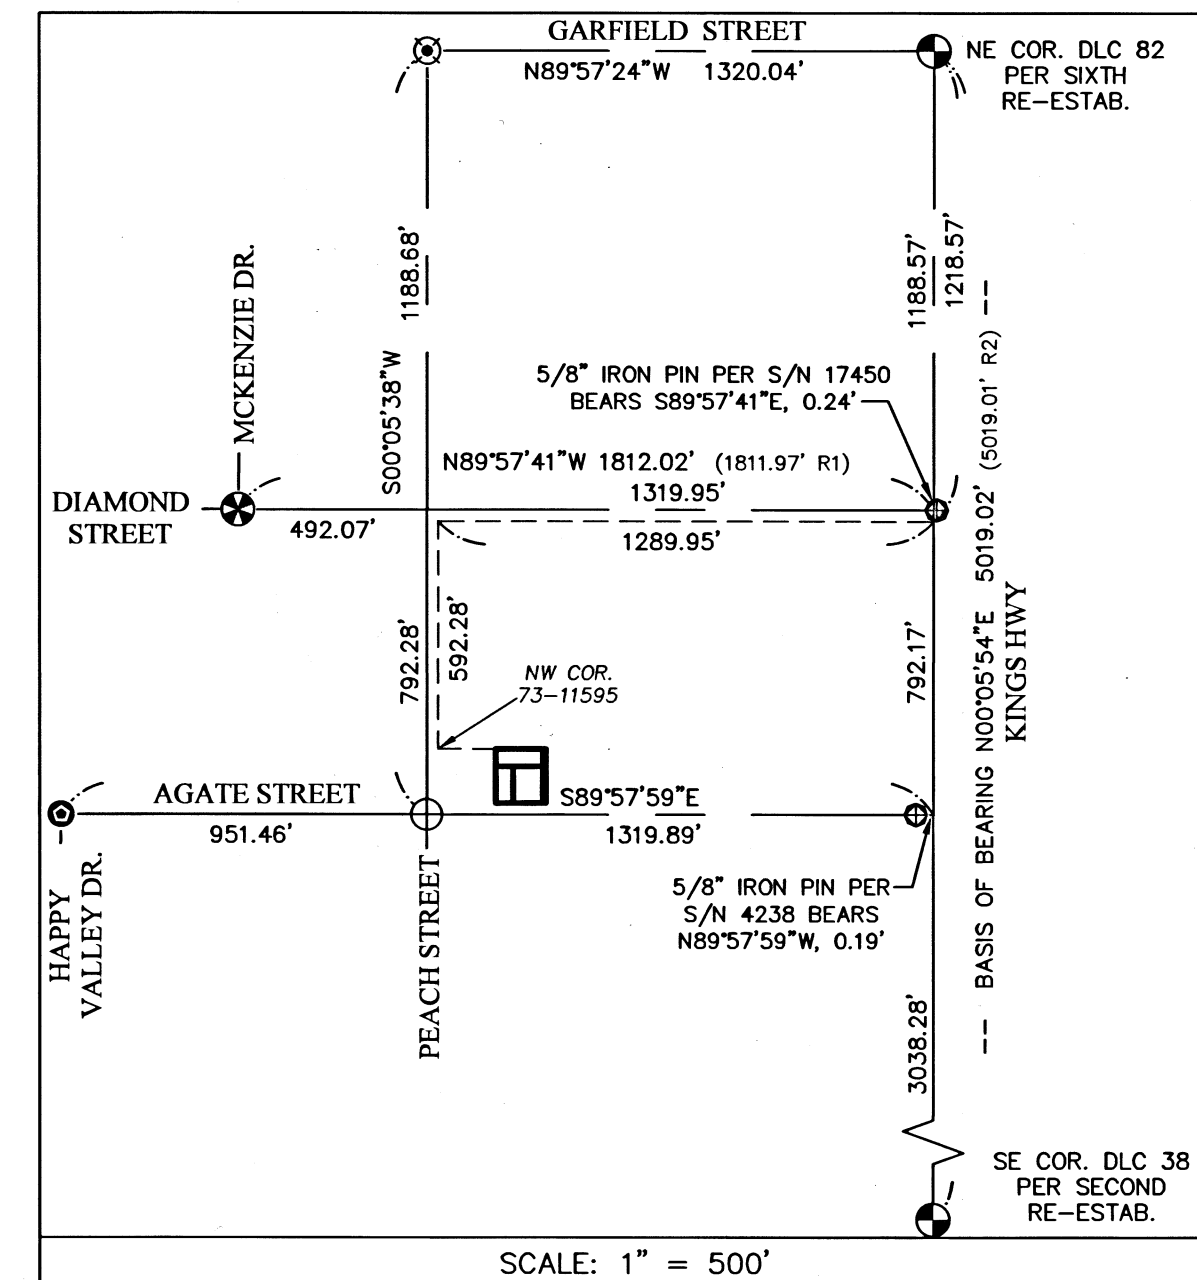 GARFIELD STREET
N89°57'24"W 1320.04'
NE COR. DLC 82
PER SIXTH
RE-ESTAB.
1188.68'
S00°05'38"W
1188.57'
1218.57'
MCKENZIE DR.
5/8" IRON PIN PER S/N 17450
BEARS S89°57'41"E, 0.24'
N89°57'41"W 1812.02' (1811.97' R1)
1319.95'
DIAMOND
STREET
492.07'
1289.95'
-- BASIS OF BEARING N00°05'54"E 5019.02' (5019.01' R2) --
KINGS HWY
792.28'
592.28'
792.17'
NW COR.
73-11595
AGATE STREET
951.46'
S89°57'59"E
1319.89'
HAPPY
VALLEY DR.
PEACH STREET
5/8" IRON PIN PER
S/N 4238 BEARS
N89°57'59"W, 0.19'
3038.28'
SE COR. DLC 38
PER SECOND
RE-ESTAB.
SCALE: 1" = 500'